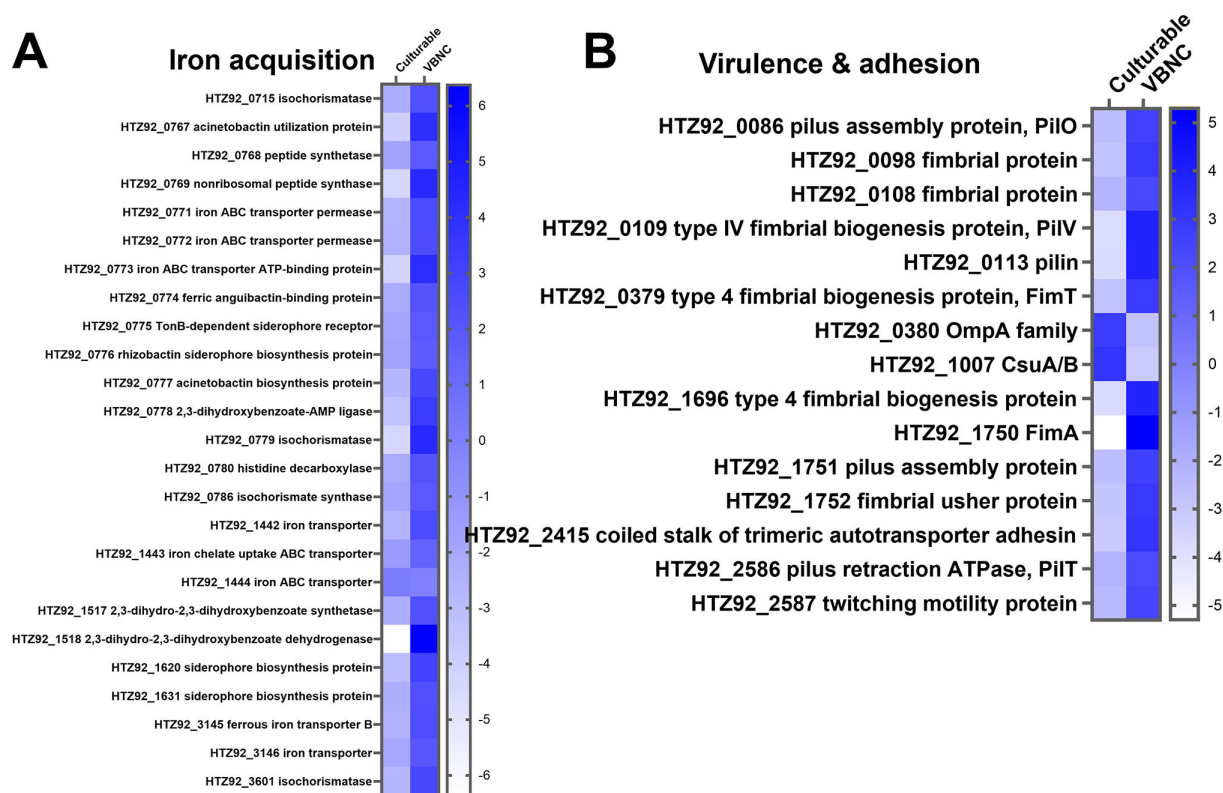 A
Iron acquisition
Culturable
VBNC
HTZ92_0715 isochorismatase
HTZ92_0767 acinetobactin utilization protein
HTZ92_0768 peptide synthetase
HTZ92_0769 nonribosomal peptide synthase
HTZ92_0771 iron ABC transporter permease
HTZ92_0772 iron ABC transporter permease
HTZ92_0773 iron ABC transporter ATP-binding protein
HTZ92_0774 ferric anguibactin-binding protein
HTZ92_0775 TonB-dependent siderophore receptor
HTZ92_0776 rhizobactin siderophore biosynthesis protein
HTZ92_0777 acinetobactin biosynthesis protein
HTZ92_0778 2,3-dihydroxybenzoate-AMP ligase
HTZ92_0779 isochorismatase
HTZ92_0780 histidine decarboxylase
HTZ92_0786 isochorismate synthase
HTZ92_1442 iron transporter
HTZ92_1443 iron chelate uptake ABC transporter
HTZ92_1444 iron ABC transporter
HTZ92_1517 2,3-dihydro-2,3-dihydroxybenzoate synthetase
HTZ92_1518 2,3-dihydro-2,3-dihydroxybenzoate dehydrogenase
HTZ92_1620 siderophore biosynthesis protein
HTZ92_1631 siderophore biosynthesis protein
HTZ92_3145 ferrous iron transporter B
HTZ92_3146 iron transporter
HTZ92_3601 isochorismatase
6
5
4
3
2
1
0
-1
-2
-3
-4
-5
-6
B
Virulence & adhesion
Culturable
VBNC
HTZ92_0086 pilus assembly protein, PilO
HTZ92_0098 fimbrial protein
HTZ92_0108 fimbrial protein
HTZ92_0109 type IV fimbrial biogenesis protein, PilV
HTZ92_0113 pilin
HTZ92_0379 type 4 fimbrial biogenesis protein, FimT
HTZ92_0380 OmpA family
HTZ92_1007 CsuA/B
HTZ92_1696 type 4 fimbrial biogenesis protein
HTZ92_1750 FimA
HTZ92_1751 pilus assembly protein
HTZ92_1752 fimbrial usher protein
HTZ92_2415 coiled stalk of trimeric autotransporter adhesin
HTZ92_2586 pilus retraction ATPase, PilT
HTZ92_2587 twitching motility protein
5
4
3
2
1
0
-1
-2
-3
-4
-5